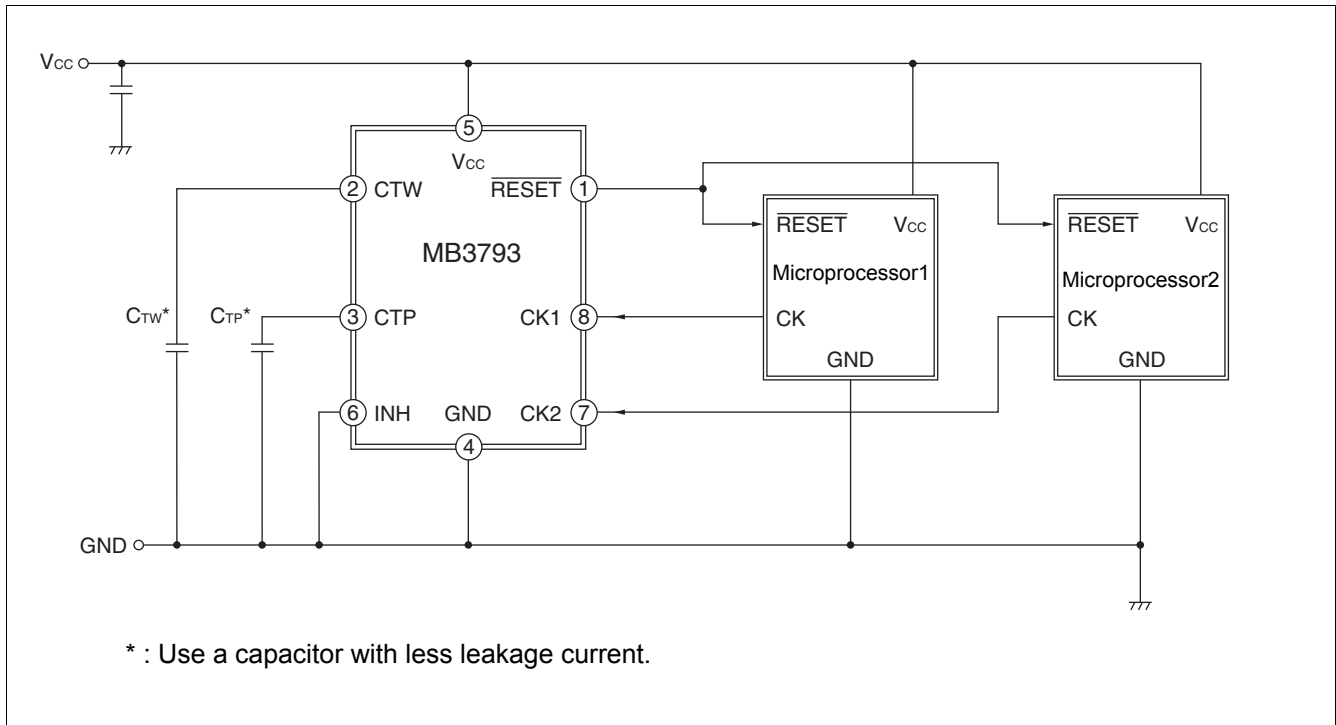 VCC
5
VCC
2 CTW
RESET 1
RESET VCC
RESET VCC
MB3793
Microprocessor1
Microprocessor2
CTW*
CTP*
3 CTP
CK1 8
CK
CK
GND
GND
6 INH
GND
CK2 7
4
GND
* : Use a capacitor with less leakage current.